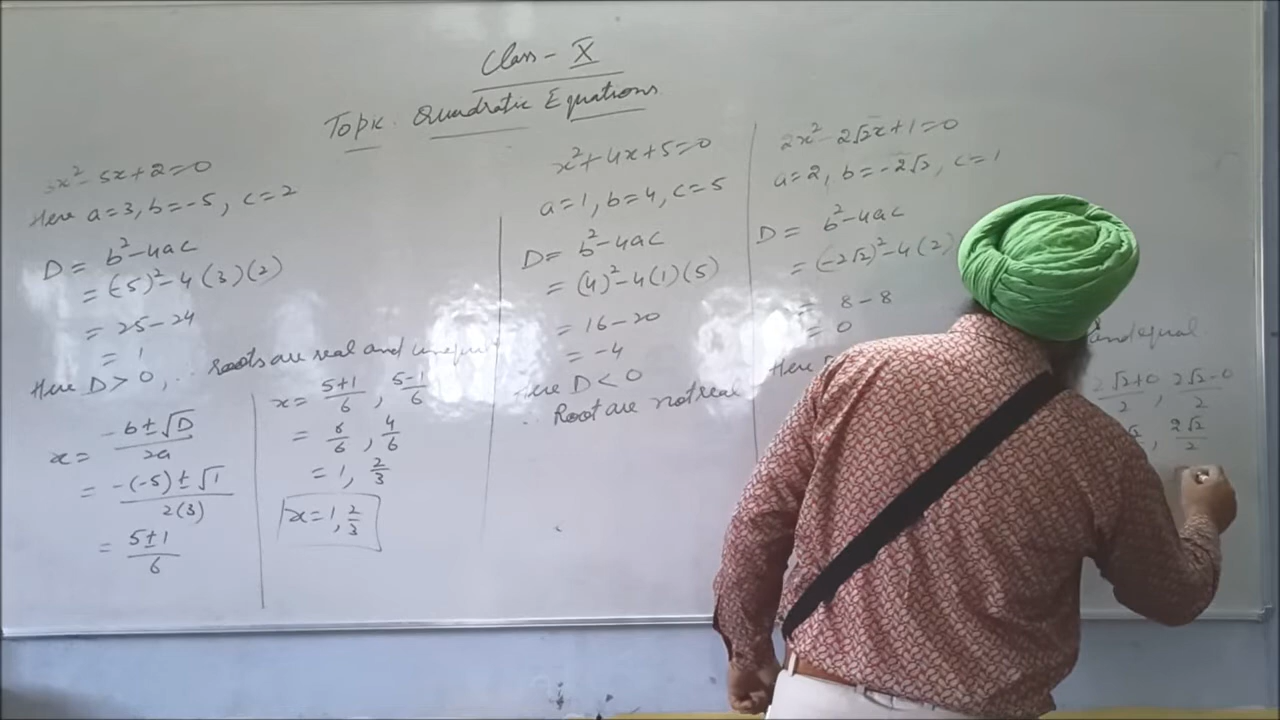 Class - X
Topic. Quadratic Equations
3x² - 5x + 2 = 0
Here a = 3, b = -5, c = 2
D = b² - 4ac
= (-5)² - 4(3)(2)
= 25 - 24
= 1
Here D > 0, ∴ Roots are real and unequal
x = -b ± √D / 2a
= -(-5) ± √1 / 2(3)
= 5 ± 1 / 6
x = 5+1/6, 5-1/6
= 6/6, 4/6
= 1, 2/3
x = 1, 2/3
x² + 4x + 5 = 0
a = 1, b = 4, c = 5
D = b² - 4ac
= (4)² - 4(1)(5)
= 16 - 20
= -4
Here D < 0
∴ Root are not real
2x² - 2√2x + 1 = 0
a = 2, b = -2√2, c = 1
D = b² - 4ac
= (-2√2)² - 4(2)
= 8 - 8
= 0
Here
and equal
2√2+0/2, 2√2-0/2
, 2√2/2